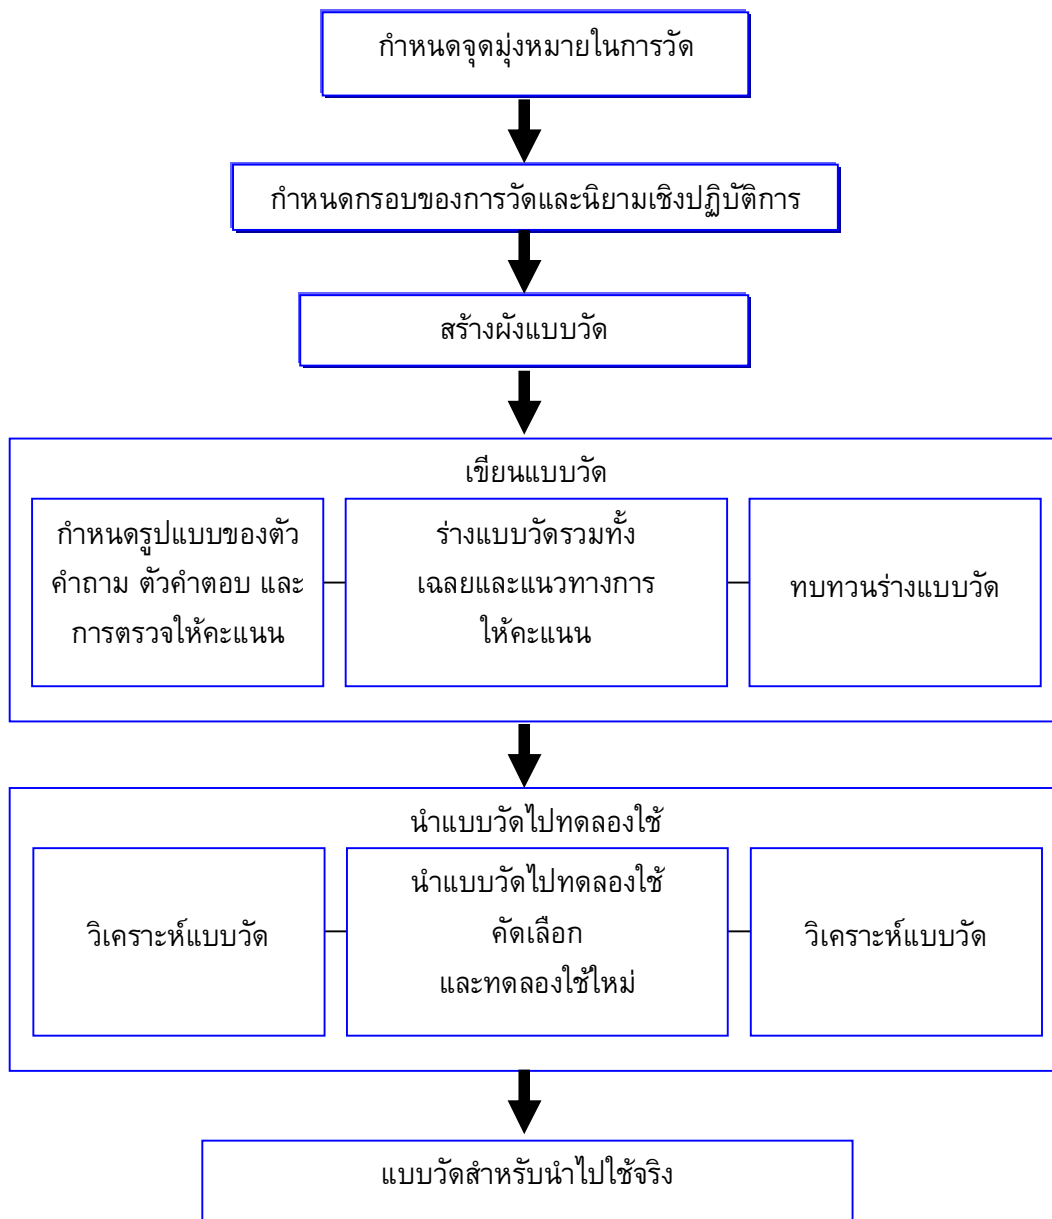 กำหนดจุดมุ่งหมายในการวัด
กำหนดกรอบของการวัดและนิยามเชิงปฏิบัติการ
สร้างผังแบบวัด
เขียนแบบวัด
กำหนดรูปแบบของตัว
คำถาม ตัวคำตอบ และ
การตรวจให้คะแนน
ร่างแบบวัดรวมทั้ง
เฉลยและแนวทางการ
ให้คะแนน
ทบทวนร่างแบบวัด
นำแบบวัดไปทดลองใช้
วิเคราะห์แบบวัด
นำแบบวัดไปทดลองใช้
คัดเลือก
และทดลองใช้ใหม่
วิเคราะห์แบบวัด
แบบวัดสำหรับนำไปใช้จริง